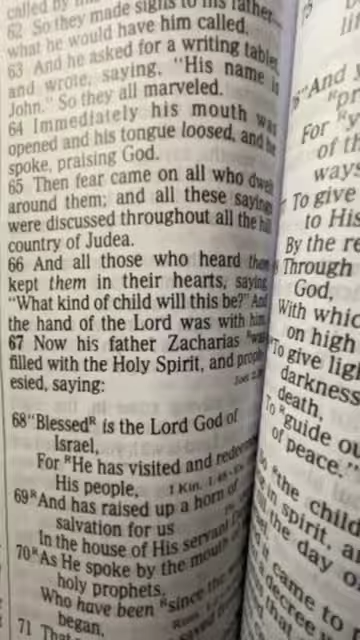 called by
62 So they made signs to his father—
what he would have him called.
63 And he asked for a writing tablet,
and wrote, saying, "His name is
John." So they all marveled.
64 Immediately his mouth was
opened and his tongue loosed, and he
spoke, praising God.
65 Then fear came on all who dwelt
around them; and all these sayings
were discussed throughout all the hill
country of Judea.
66 And all those who heard them
kept them in their hearts, saying,
"What kind of child will this be?" And
the hand of the Lord was with him.
67 Now his father Zacharias was
filled with the Holy Spirit, and proph-
esied, saying:
68 "Blessed R is the Lord God of
Israel,
For R He has visited and redeemed
His people,
69 R And has raised up a horn of
salvation for us
In the house of His servant
70 R As He spoke by the mouth of
holy prophets,
Who have been R since the
began,
71 That
"And
For R
of th
ways
To give
to His
By the re
Through
God,
With whic
on high
To give ligh
darkness
death,
To R guide ou
of peace."
So R the child
in spirit, a
the day o
came to
a decree